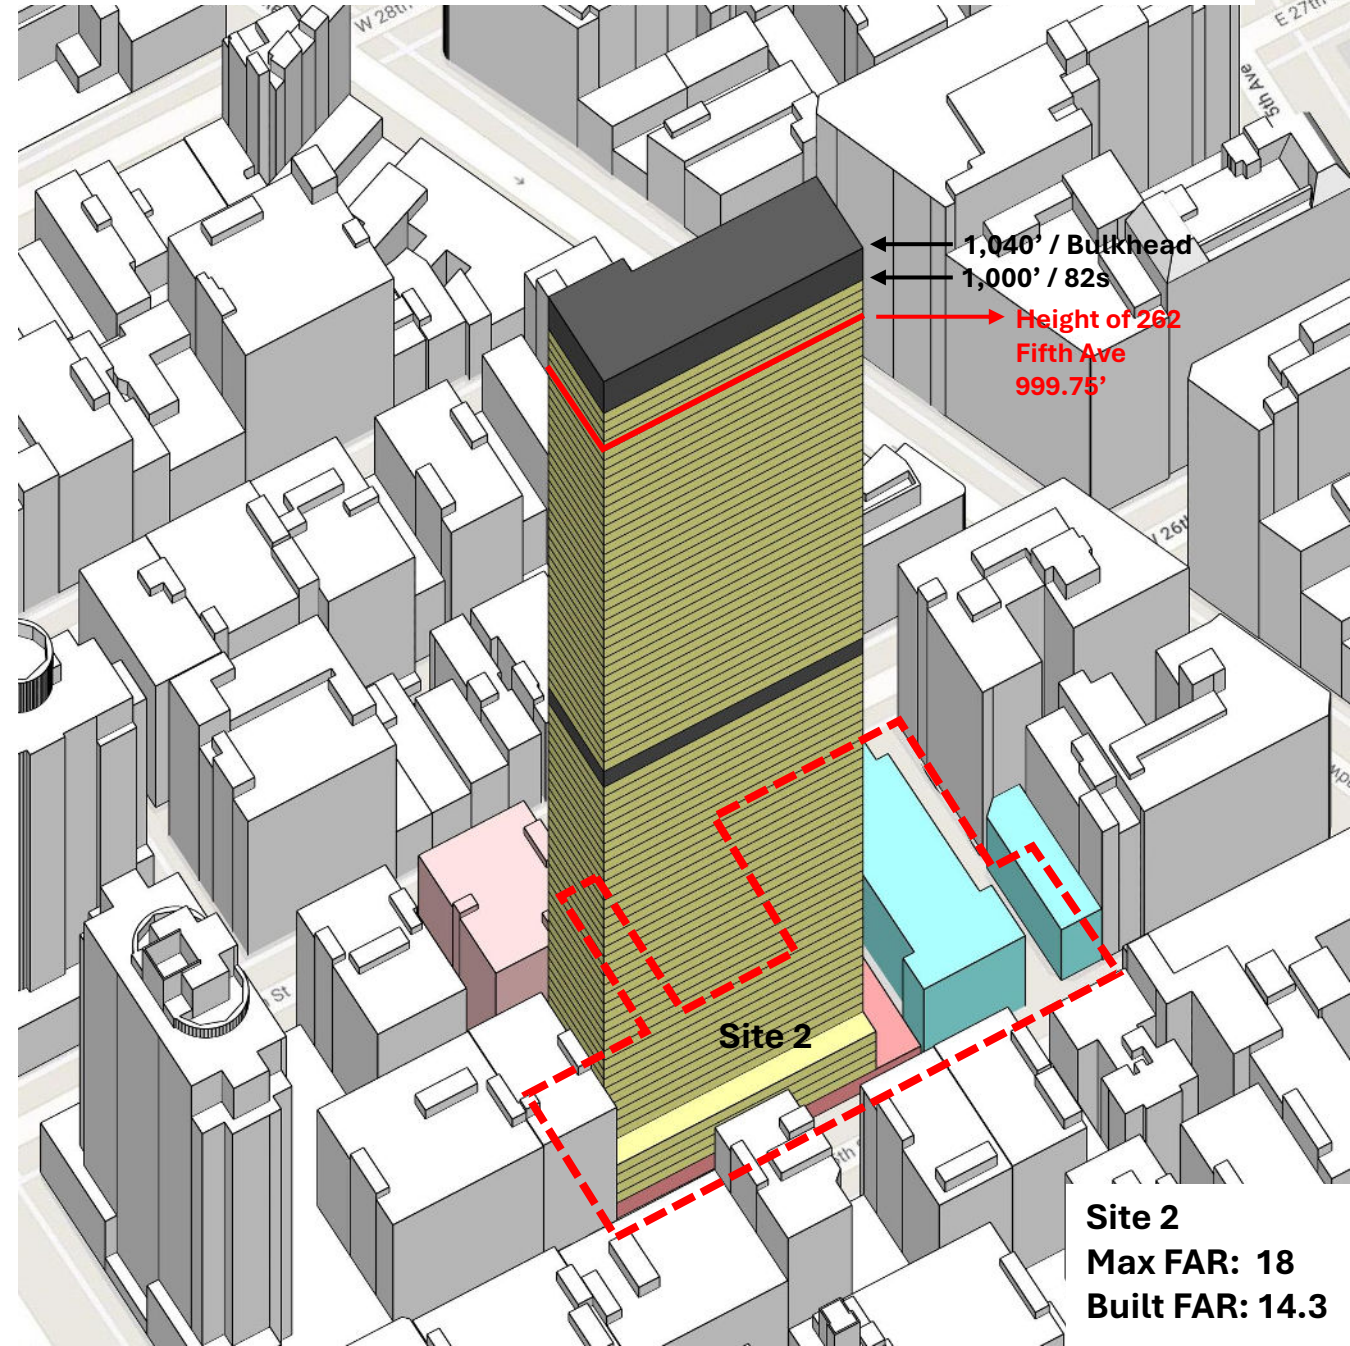 W 28th
E 27th
5th Ave
1,040’ / Bulkhead
1,000’ / 82s
Height of 262
Fifth Ave
999.75’
W 26th
Site 2
St
Site 2
Max FAR: 18
Built FAR: 14.3